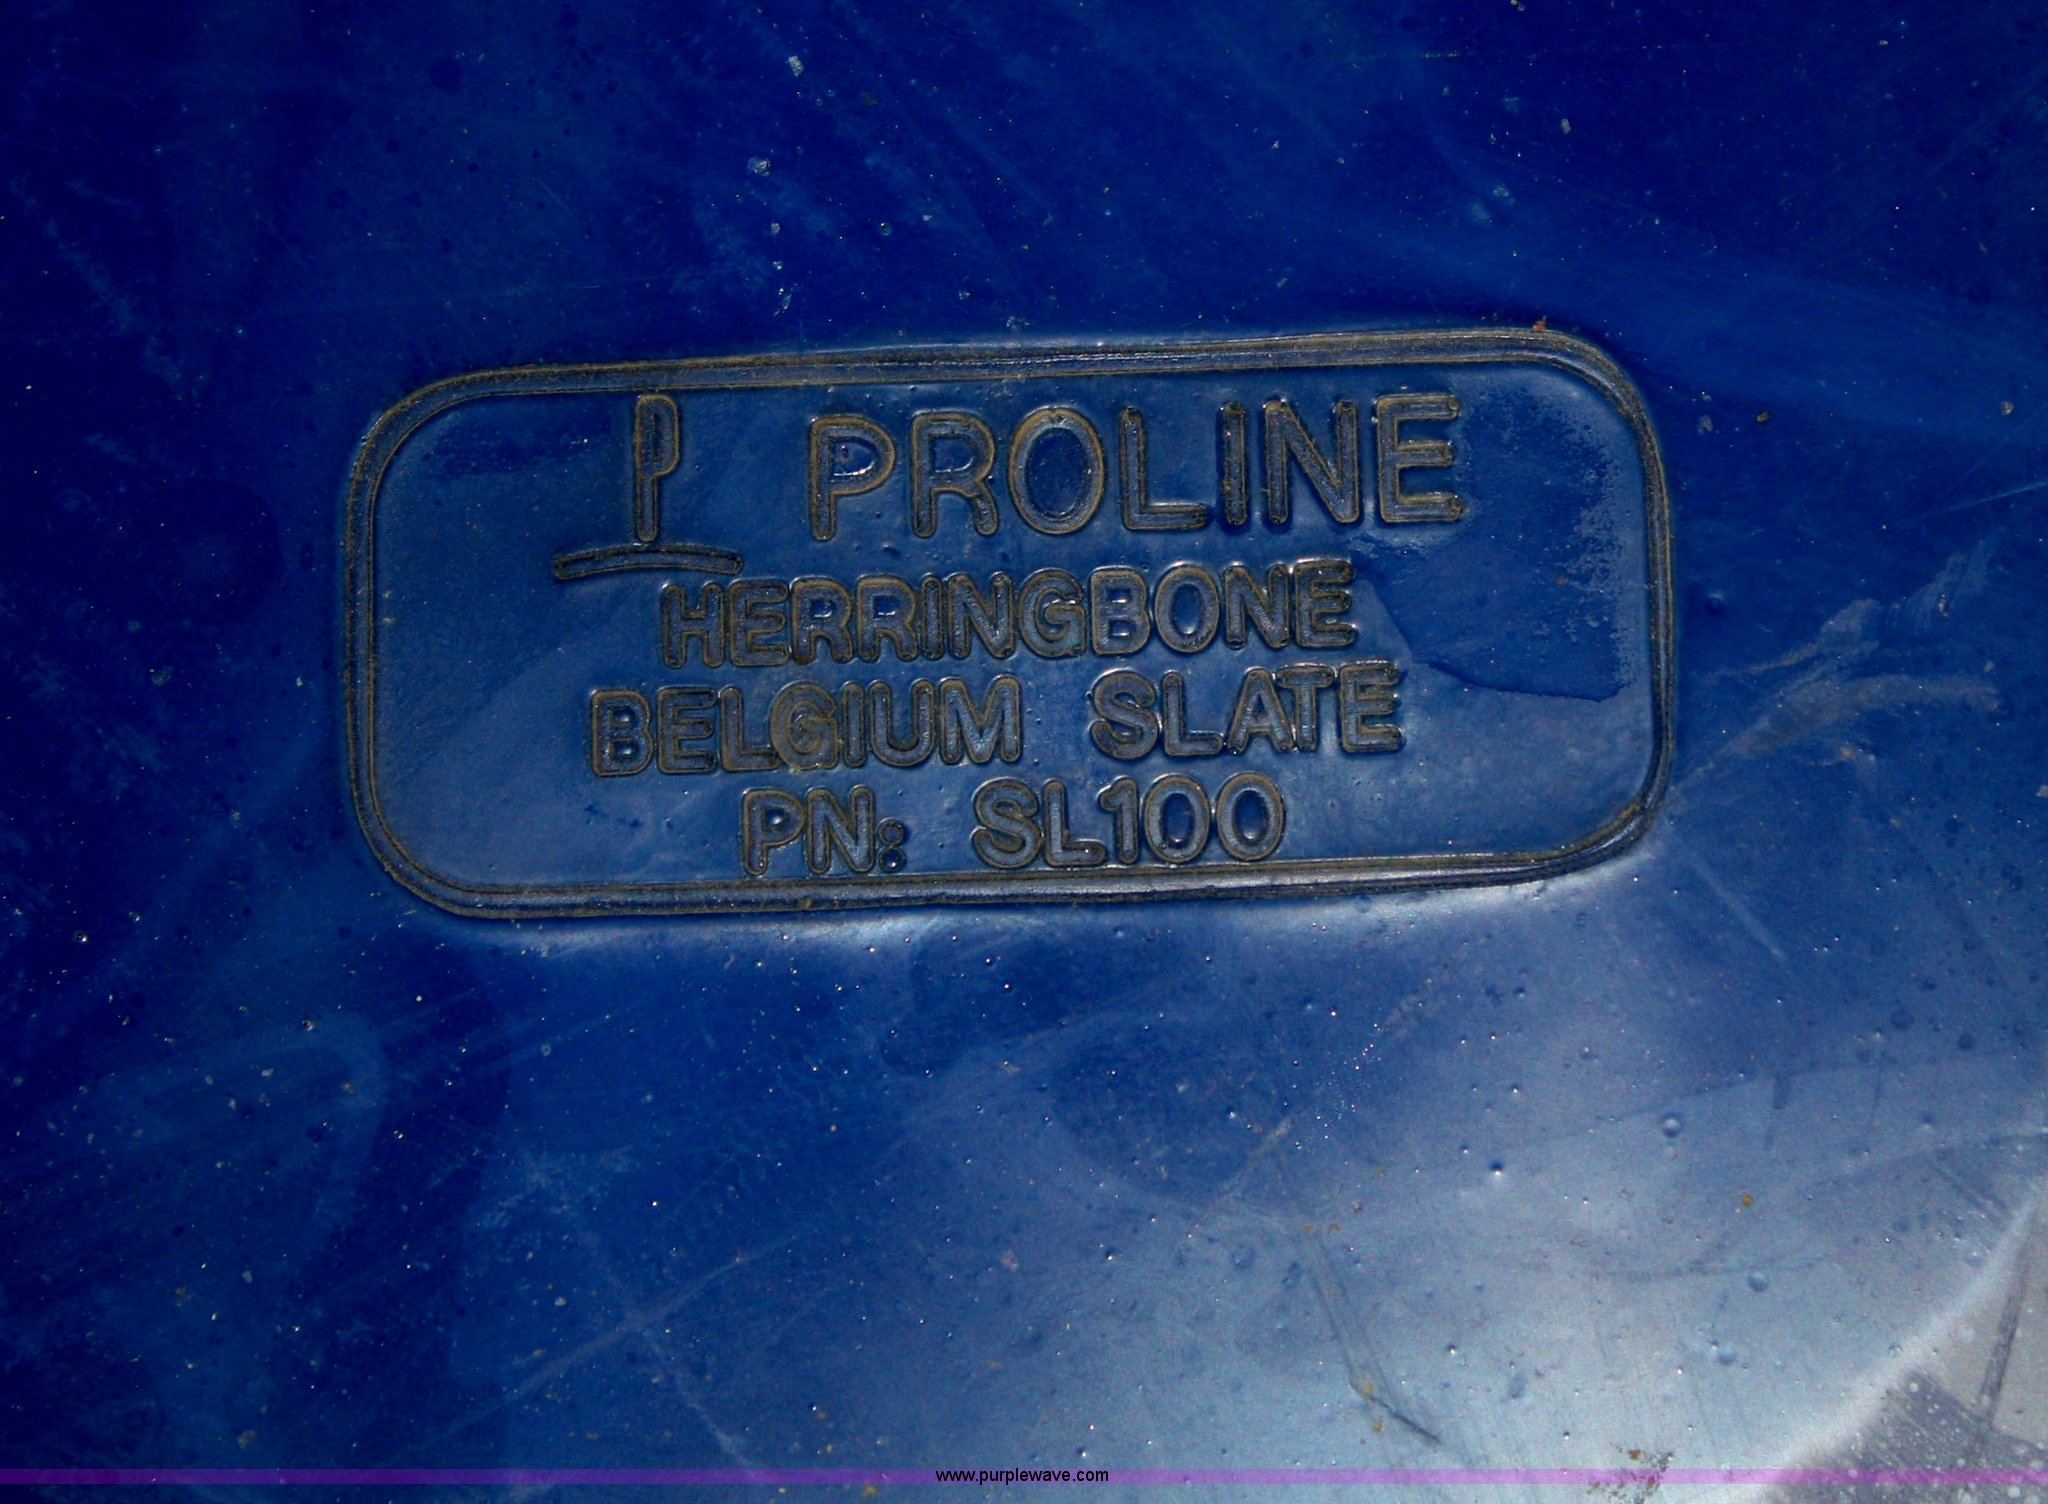 P PROLINE
HERRINGBONE
BELGIUM SLATE
PN: SL100
www.purplewave.com